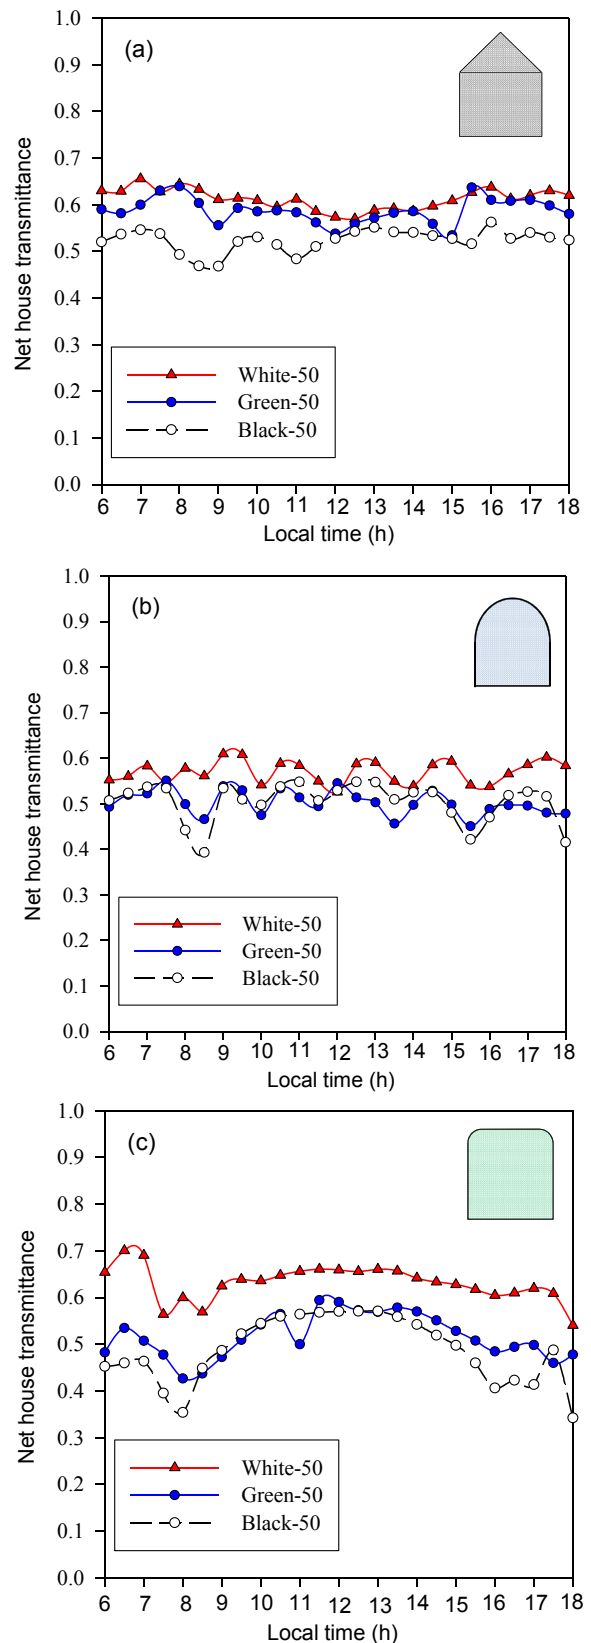 (a)
Net house transmittance
1.0
0.9
0.8
0.7
0.6
0.5
0.4
0.3
0.2
0.1
0.0
White-50
Green-50
Black-50
6 7 8 9 10 11 12 13 14 15 16 17 18
Local time (h)
(b)
Net house transmittance
1.0
0.9
0.8
0.7
0.6
0.5
0.4
0.3
0.2
0.1
0.0
White-50
Green-50
Black-50
6 7 8 9 10 11 12 13 14 15 16 17 18
Local time (h)
(c)
Net house transmittance
1.0
0.9
0.8
0.7
0.6
0.5
0.4
0.3
0.2
0.1
0.0
White-50
Green-50
Black-50
6 7 8 9 10 11 12 13 14 15 16 17 18
Local time (h)